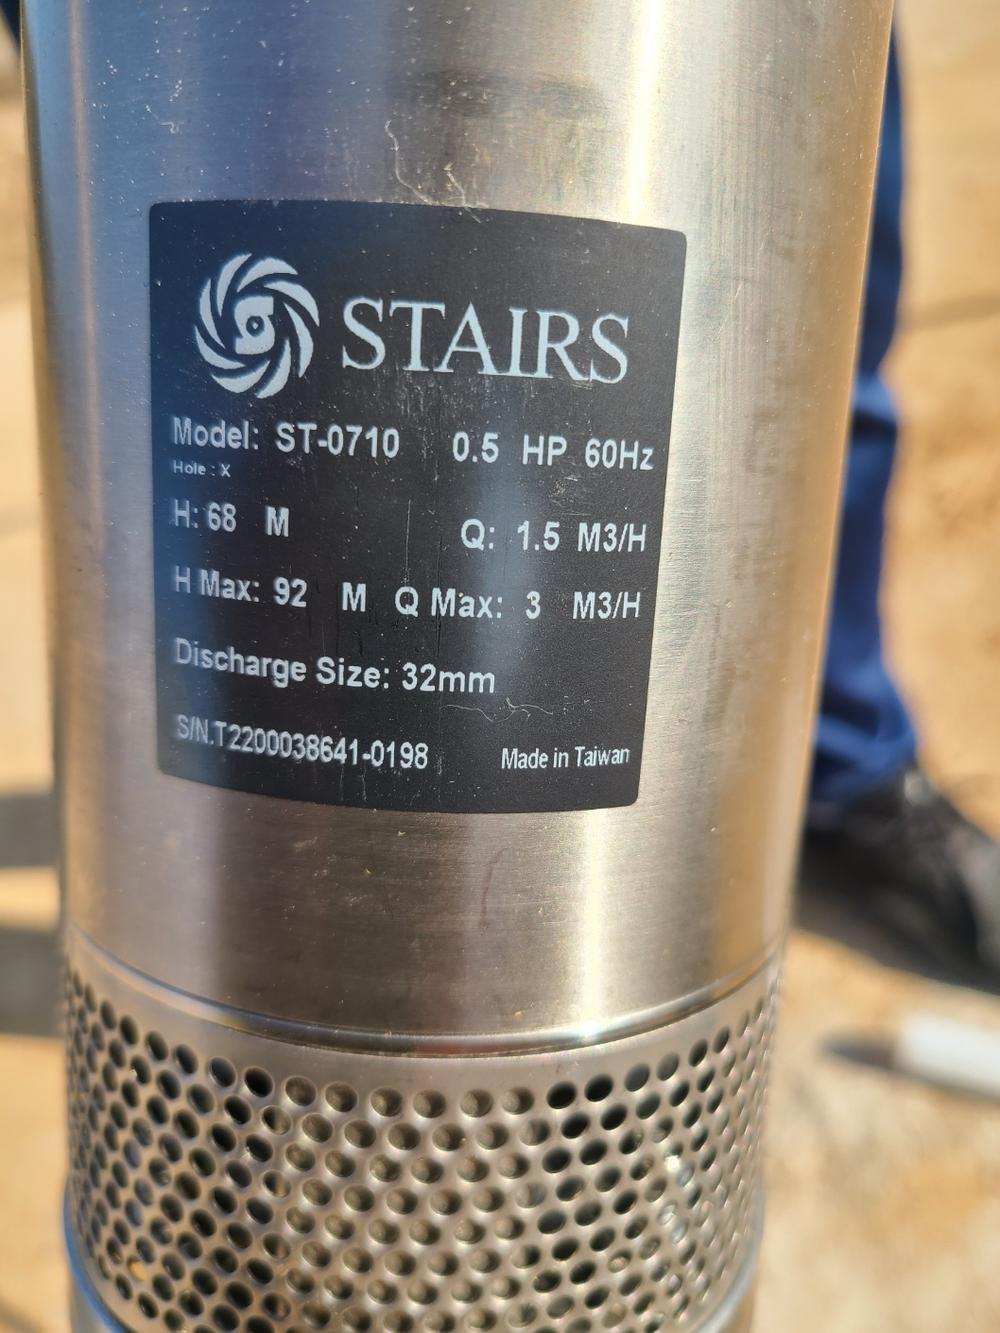 STAIRS
Model: ST-0710 0.5 HP 60Hz
Hole : X
H: 68 M Q: 1.5 M3/H
H Max: 92 M Q Max: 3 M3/H
Discharge Size: 32mm
S/N.T2200038641-0198 Made in Taiwan